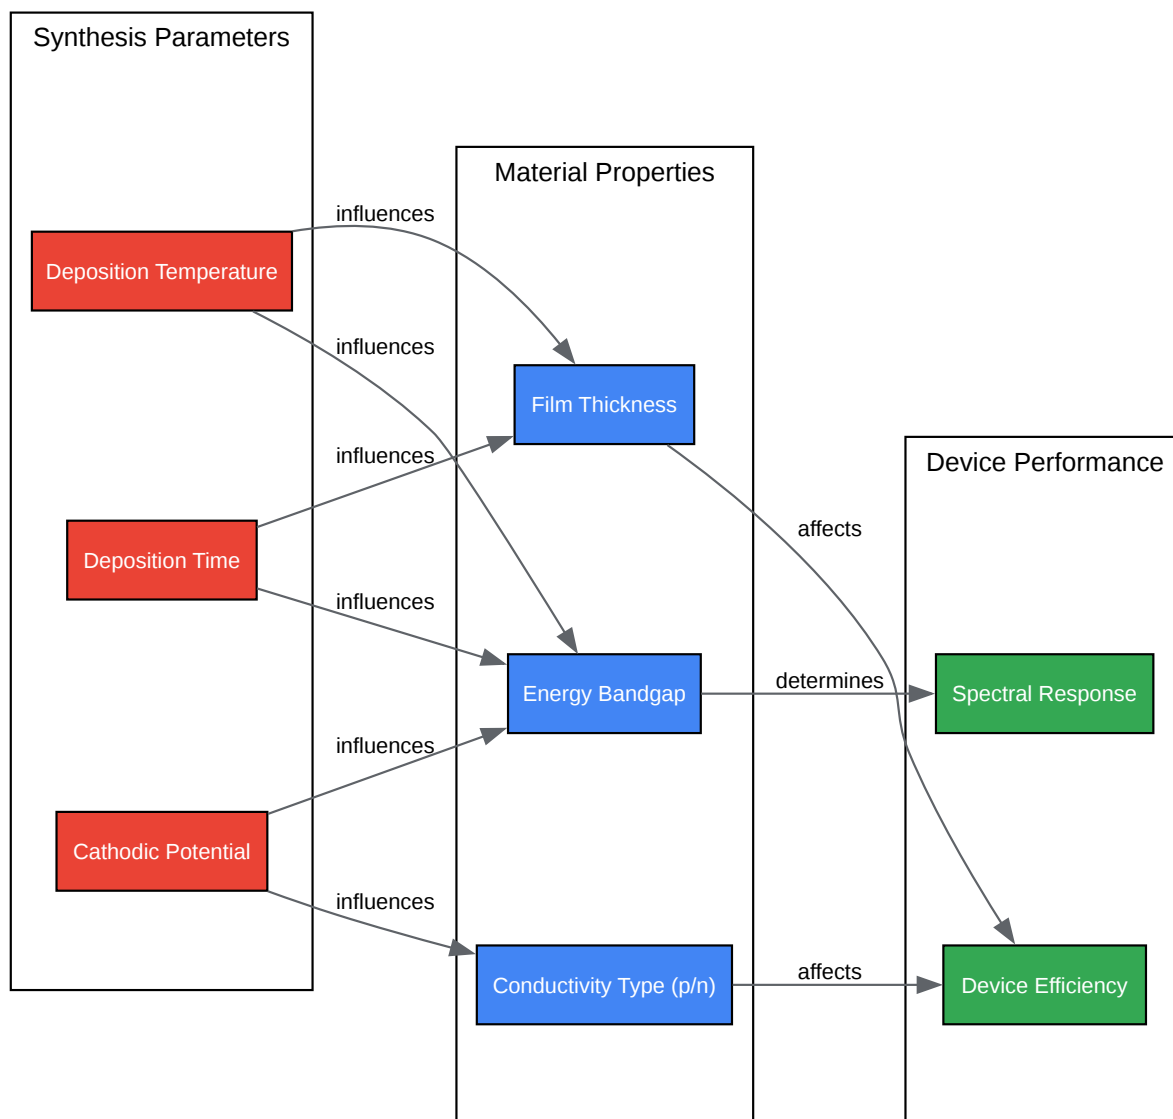 Synthesis Parameters
Material Properties
influences
Deposition Temperature
influences
Film Thickness
influences
Device Performance
affects
Deposition Time
influences
determines
Energy Bandgap
Spectral Response
influences
Cathodic Potential
influences
affects
Conductivity Type (p/n)
Device Efficiency